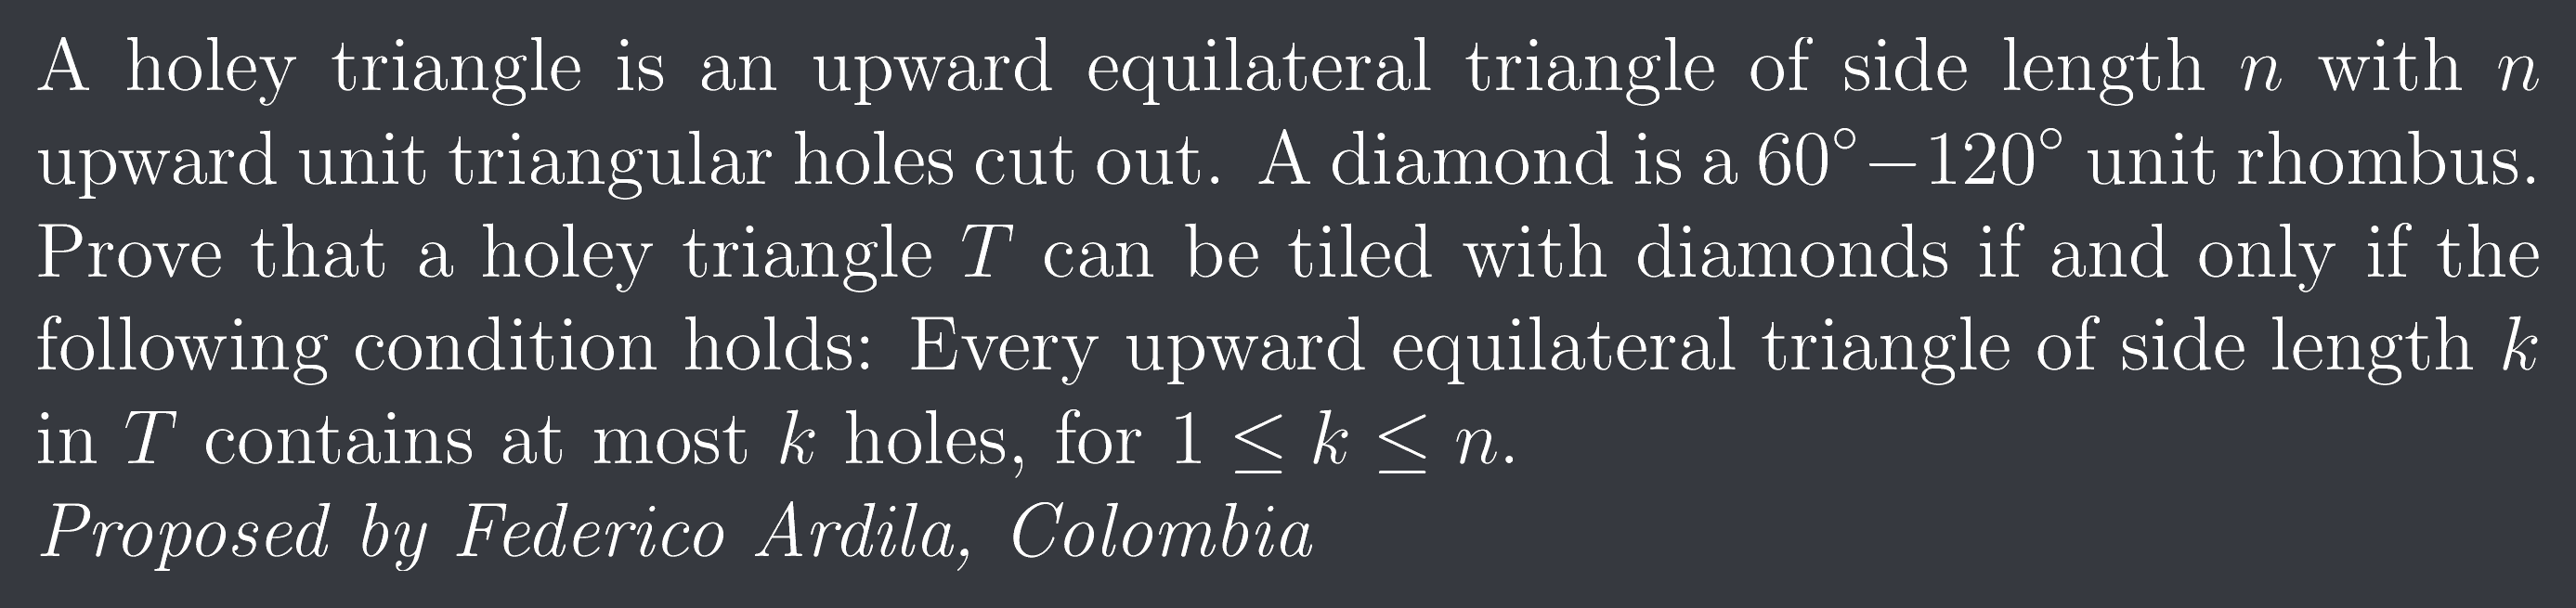 A holey triangle is an upward equilateral triangle of side length n with n
upward unit triangular holes cut out. A diamond is a 60° – 120° unit rhombus.
Prove that a holey triangle T can be tiled with diamonds if and only if the
following condition holds: Every upward equilateral triangle of side length k
in T contains at most k holes, for 1 ≤ k ≤ n.
Proposed by Federico Ardila, Colombia